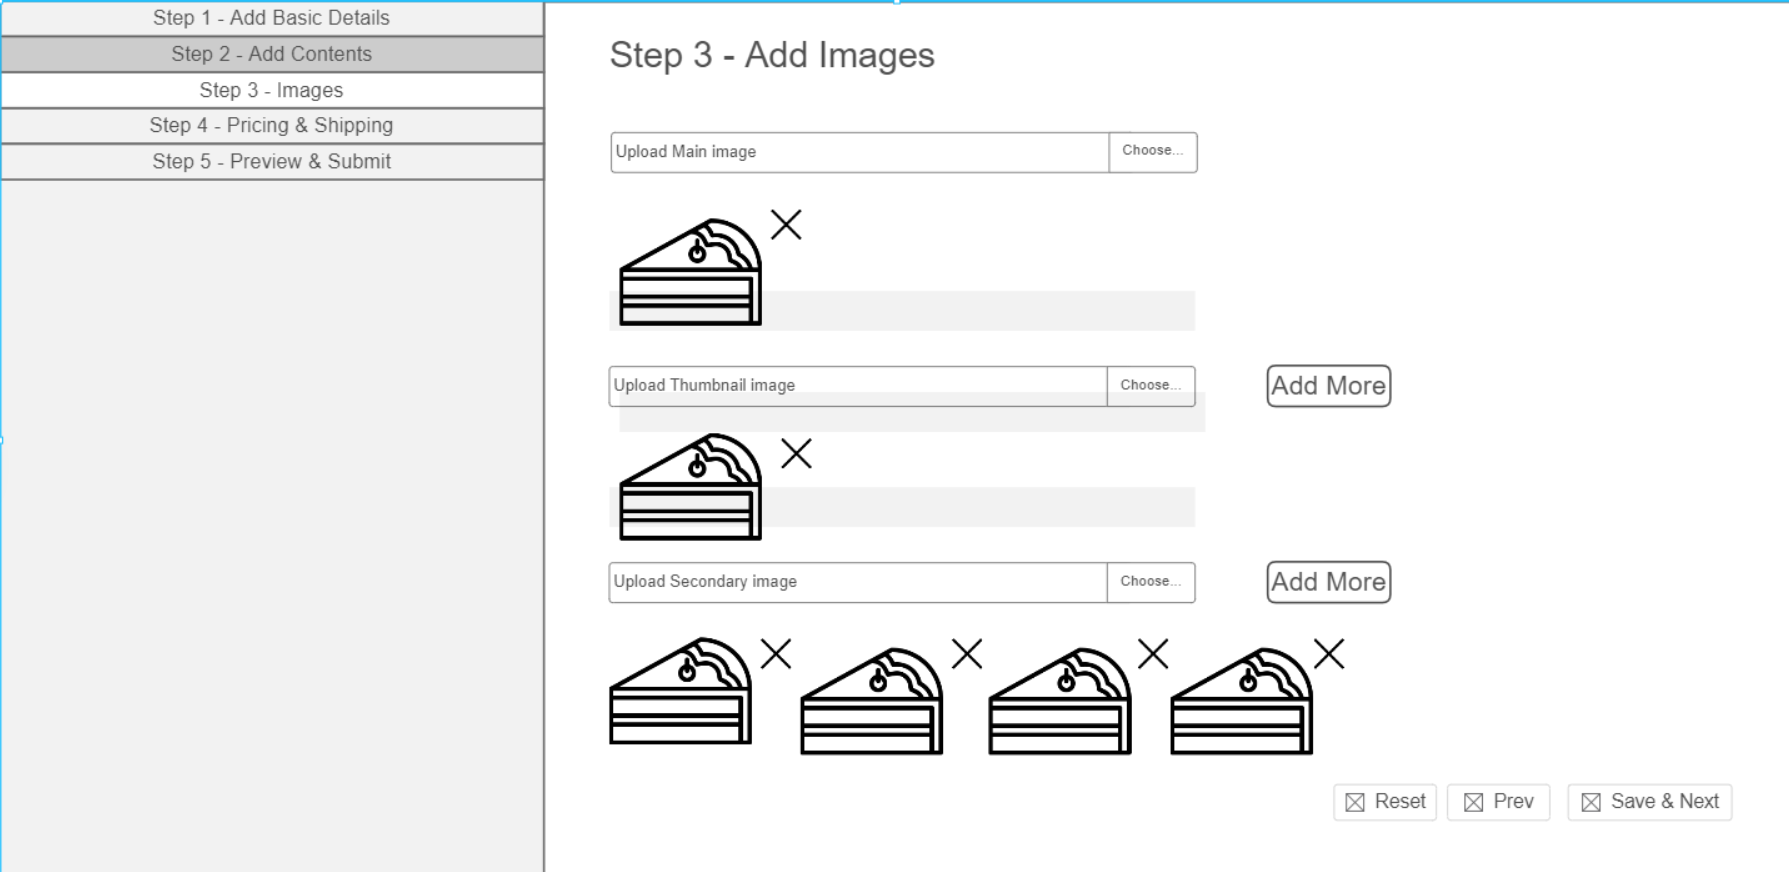 Step 1 - Add Basic Details
Step 2 - Add Contents
Step 3 - Images
Step 4 - Pricing & Shipping
Step 5 - Preview & Submit
Step 3 - Add Images
Upload Main image Choose...
Upload Thumbnail image Choose... Add More
Upload Secondary image Choose... Add More
Reset Prev Save & Next